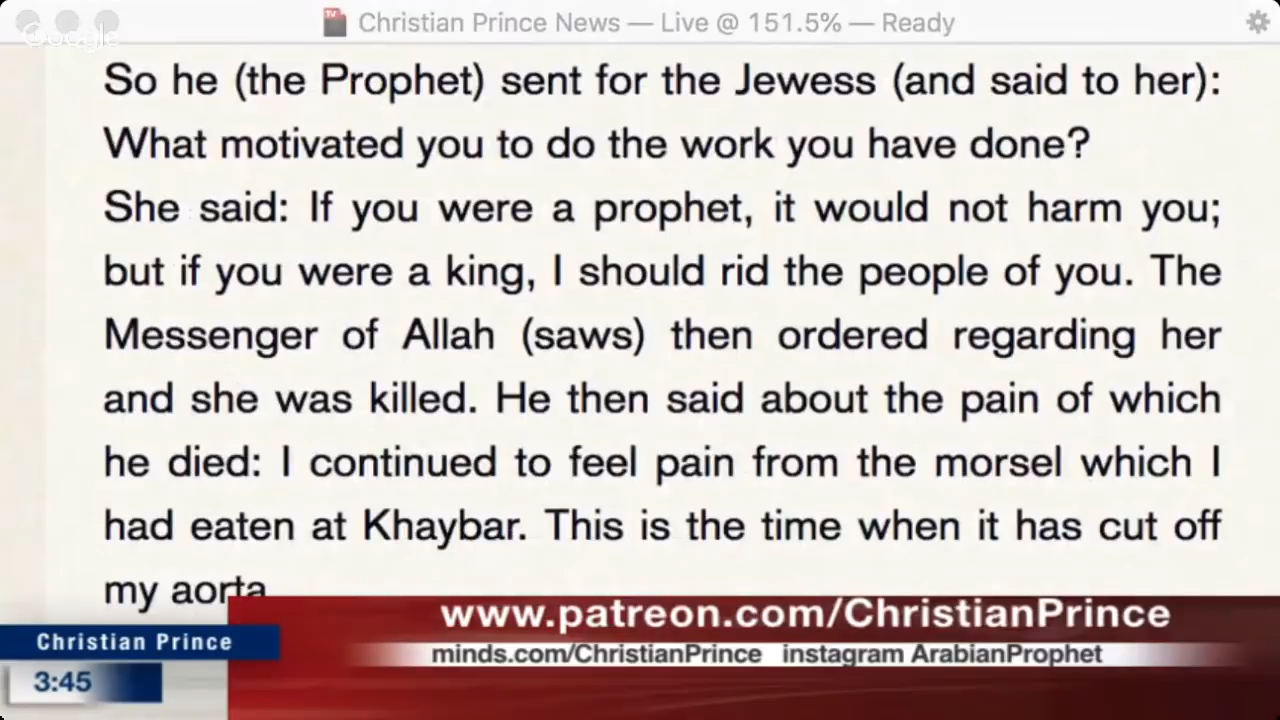 Christian Prince News — Live @ 151.5% — Ready
Google
So he (the Prophet) sent for the Jewess (and said to her):
What motivated you to do the work you have done?
She said: If you were a prophet, it would not harm you;
but if you were a king, I should rid the people of you. The
Messenger of Allah (saws) then ordered regarding her
and she was killed. He then said about the pain of which
he died: I continued to feel pain from the morsel which I
had eaten at Khaybar. This is the time when it has cut off
my aorta
www.patreon.com/ChristianPrince
Christian Prince
minds.com/ChristianPrince instagram ArabianProphet
3:45